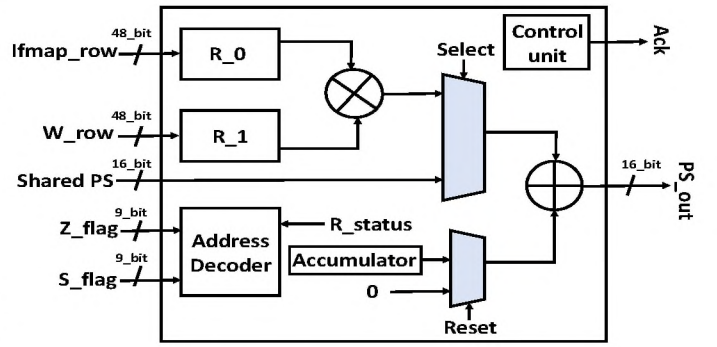 48_bit
Ifmap_row
R_0
Select
Control
unit
Ack
48_bit
W_row
R_1
16_bit
Shared PS
16_bit
PS_out
9_bit
Z_flag
Address
Decoder
R_status
9_bit
S_flag
Accumulator
0
Reset